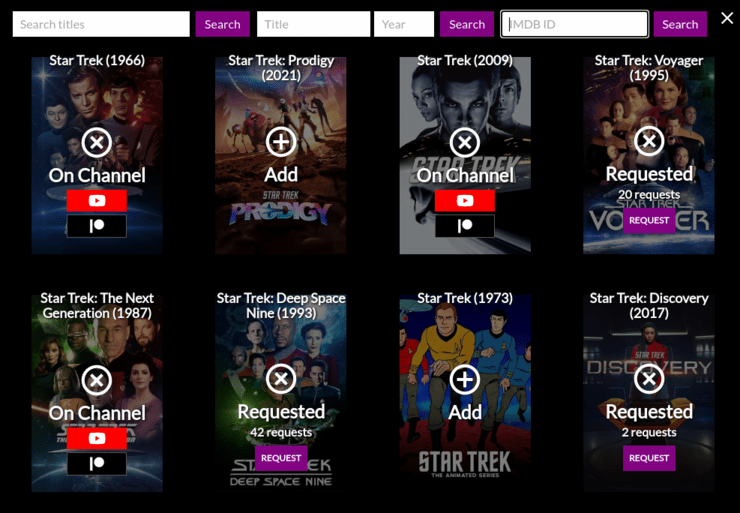 Search titles
Search
Title
Year
Search
IMDB ID
Search
Star Trek (1966)
On Channel
Star Trek: Prodigy
(2021)
Add
STAR TREK
PRODIGY
Star Trek (2009)
STAR TREK
On Channel
Star Trek: Voyager
(1995)
Requested
20 requests
STAR TREK
VO ER
REQUEST
Star Trek: The Next
Generation (1987)
On Channel
Star Trek: Deep Space
Nine (1993)
Requested
42 requests
REQUEST
ST EK
DEEP SPACE NINE
Star Trek (1973)
Add
STAR TREK
THE ANIMATED SERIES
Star Trek: Discovery
(2017)
STAR TREK
DISCOVERY
Requested
2 requests
REQUEST